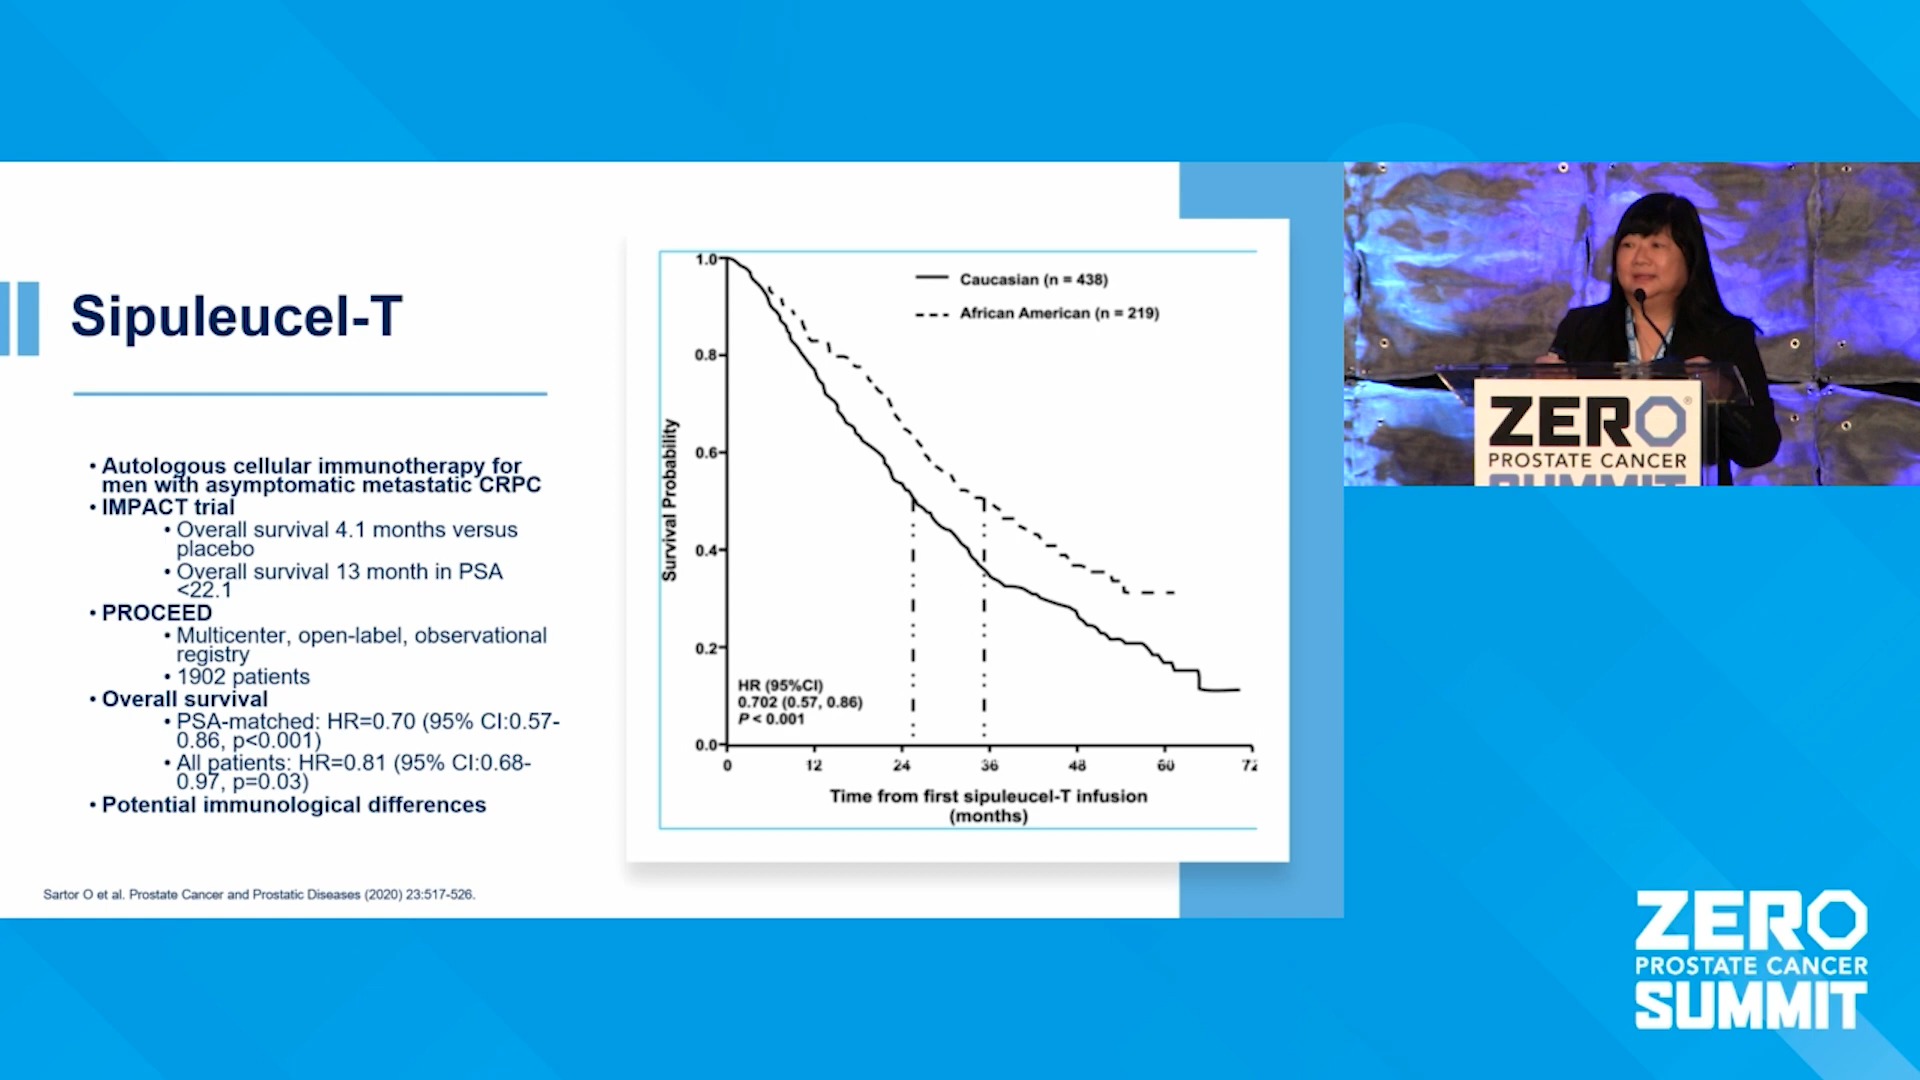 Sipuleucel-T
• Autologous cellular immunotherapy for
men with asymptomatic metastatic CRPC
• IMPACT trial
• Overall survival 4.1 months versus
placebo
• Overall survival 13 month in PSA
<22.1
• PROCEED
• Multicenter, open-label, observational
registry
• 1902 patients
• Overall survival
• PSA-matched: HR=0.70 (95% CI:0.57-
0.86, p<0.001)
• All patients: HR=0.81 (95% CI:0.68-
0.97, p=0.03)
• Potential immunological differences
Sartor O et al. Prostate Cancer and Prostatic Diseases (2020) 23:517-526.
Caucasian (n = 438)
African American (n = 219)
Survival Probability
1.0
0.8
0.6
0.4
0.2
0.0
HR (95%CI)
0.702 (0.57, 0.86)
P < 0.001
0 12 24 36 48 60 72
Time from first sipuleucel-T infusion
(months)
ZERO®
PROSTATE CANCER
SUMMIT
ZERO
PROSTATE CANCER
SUMMIT